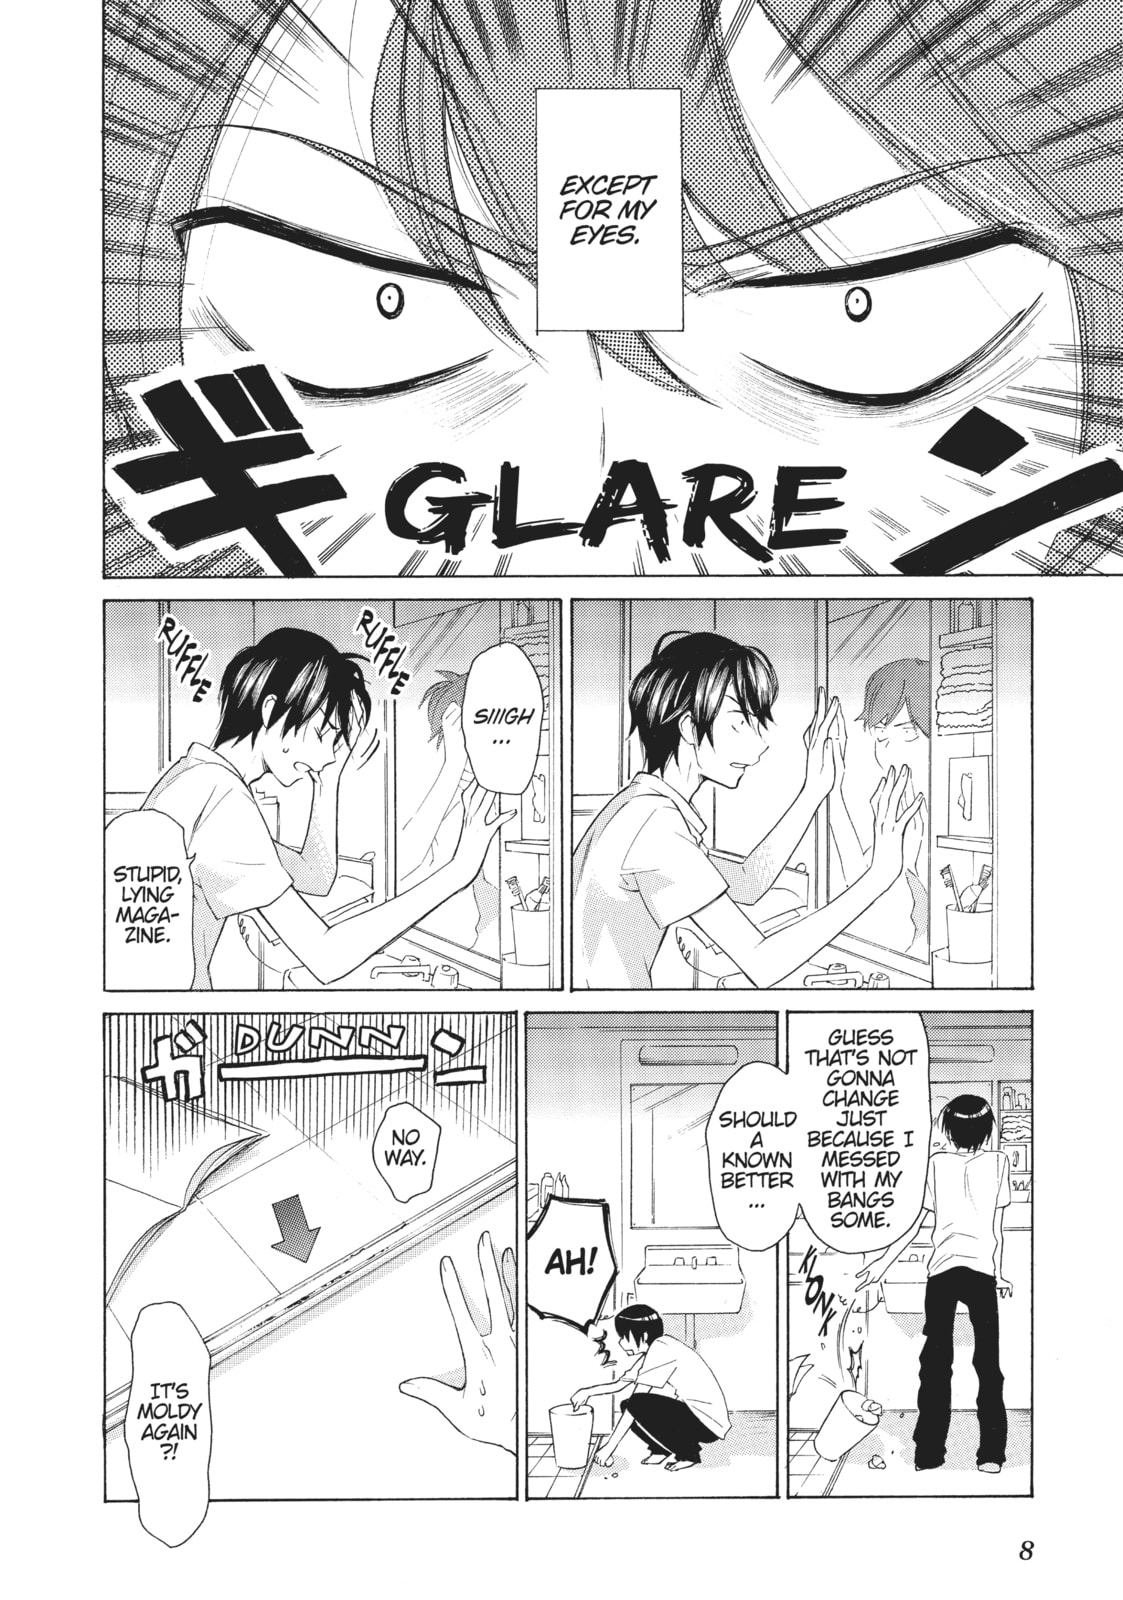 EXCEPT
FOR MY
EYES.
ギン
GLARE
SIIIGH
...
RUFFLE
RUFFLE
STUPID,
LYING
MAGA-
ZINE.
GUESS
THAT'S NOT
GONNA
CHANGE
JUST
BECAUSE I
MESSED
WITH MY
BANGS
SOME.
KLONK
SHOULD
A
KNOWN
BETTER
...
AH!
ガーン
DUNN
NO
WAY.
IT'S
MOLDY
AGAIN
?!
8